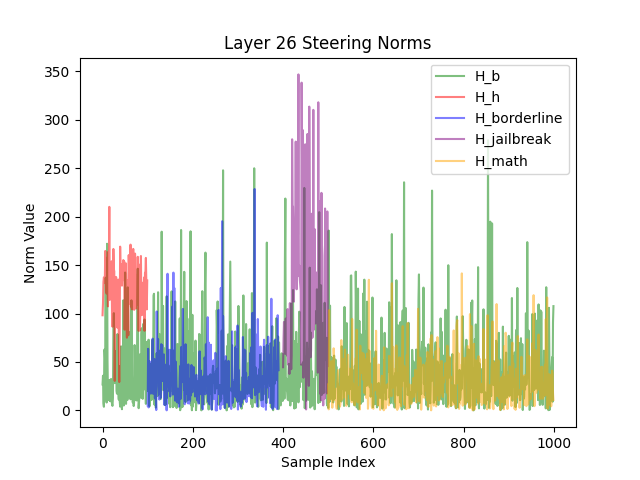 Layer 26 Steering Norms
H_b
H_h
H_borderline
H_jailbreak
H_math
Norm Value
350
300
250
200
150
100
50
0
0
200
400
600
800
1000
Sample Index